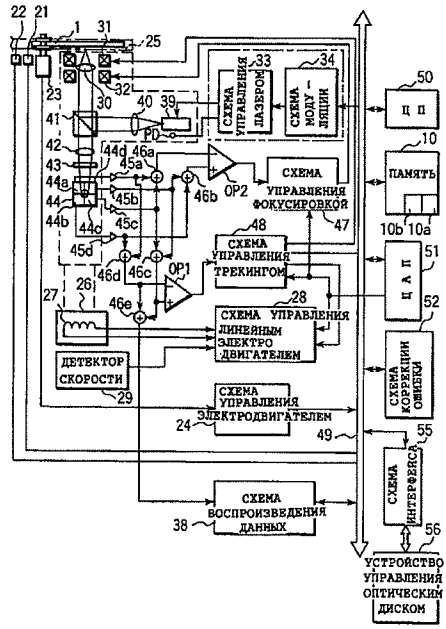 22 21 1 25
31
33
34
23
32
30
40 39
СХЕМА УПРАВЛЕНИЯ ЛАЗЕРОМ
СХЕМА МОДУ- ЛЯЦИИ
50
ЦП
41
PD
46a
42
43
44d
45a
44a
44
44b
44c
45b
45c
45d
46b
OP2
СХЕМА УПРАВЛЕНИЯ ФОКУСИРОВКОЙ
47
10
ПАМЯТЬ
10b 10a
46d
46c
OP1
48
СХЕМА УПРАВЛЕНИЯ ТРЕКИНГОМ
51
ЦАП
27
26
46e
28
СХЕМА УПРАВЛЕНИЯ ЛИНЕЙНЫМ ЭЛЕКТРО ДВИГАТЕЛЕМ
52
СХЕМА КОРРЕКЦИИ ОШИБКИ
ДЕТЕКТОР СКОРОСТИ
29
СХЕМА УПРАВЛЕНИЯ ЭЛЕКТРОДВИГАТЕЛЕМ
24
49
55
СХЕМА ИНТЕРФЕЙСА
СХЕМА ВОСПРОИЗВЕДЕНИЯ ДАННЫХ
38
56
УСТРОЙСТВО УПРАВЛЕНИЯ ОПТИЧЕСКИМ ДИСКОМ